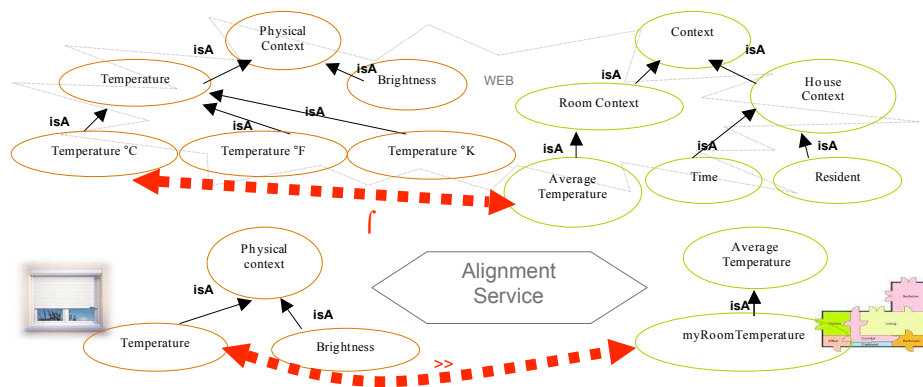 Physical
Context
isA
isA
Temperature
Brightness
isA
isA
isA
Temperature °C
Temperature °F
Temperature °K
WEB
Context
isA
isA
Room Context
House
Context
isA
isA
Average
Temperature
Time
Resident
Physical
context
isA
isA
Temperature
Brightness
>>
Alignment
Service
Average
Temperature
isA
myRoomTemperature
Corridor